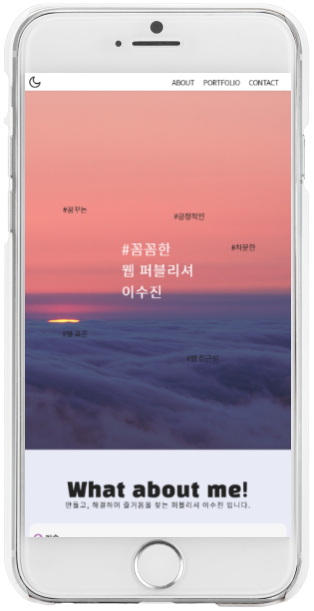 ABOUT PORTFOLIO CONTACT
#꿈꾸는
#긍정적인
#차분한
#꼼꼼한
웹 퍼블리셔
이수진
#웹 표준
#웹 접근성
What about me!
만들고, 해결하며 즐거움을 찾는 퍼블리셔 이수진 입니다.